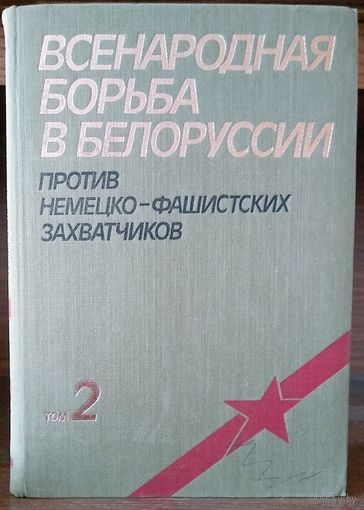 ВСЕНАРОДНАЯ
БОРЬБА
В БЕЛОРУССИИ
ПРОТИВ
НЕМЕЦКО-ФАШИСТСКИХ
ЗАХВАТЧИКОВ
ТОМ 2